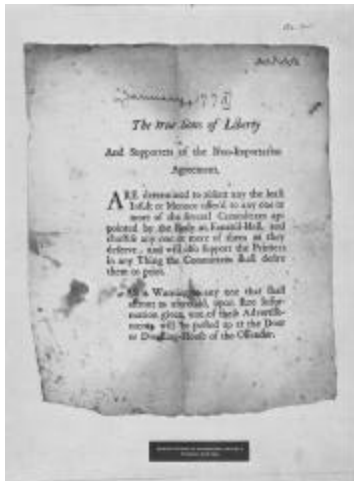 January, 177
The true Sons of Liberty
And Supporters of the Non-Importation
Agreement,
ARE determined to resent any the least
Insult or Menace offer'd to any one or
more of the several Committees ap-
pointed by the Body at Faneuil-Hall, and
chastise any one or more of them as they
deserve; and will also support the Printers
in any Thing the Committees shall desire
them to print.
AS a Warning to any one that shall
affront as aforesaid, upon sure Infor-
mation given, one of these Advertise-
ments will be posted up at the Door
or Dwelling-House of the Offender.